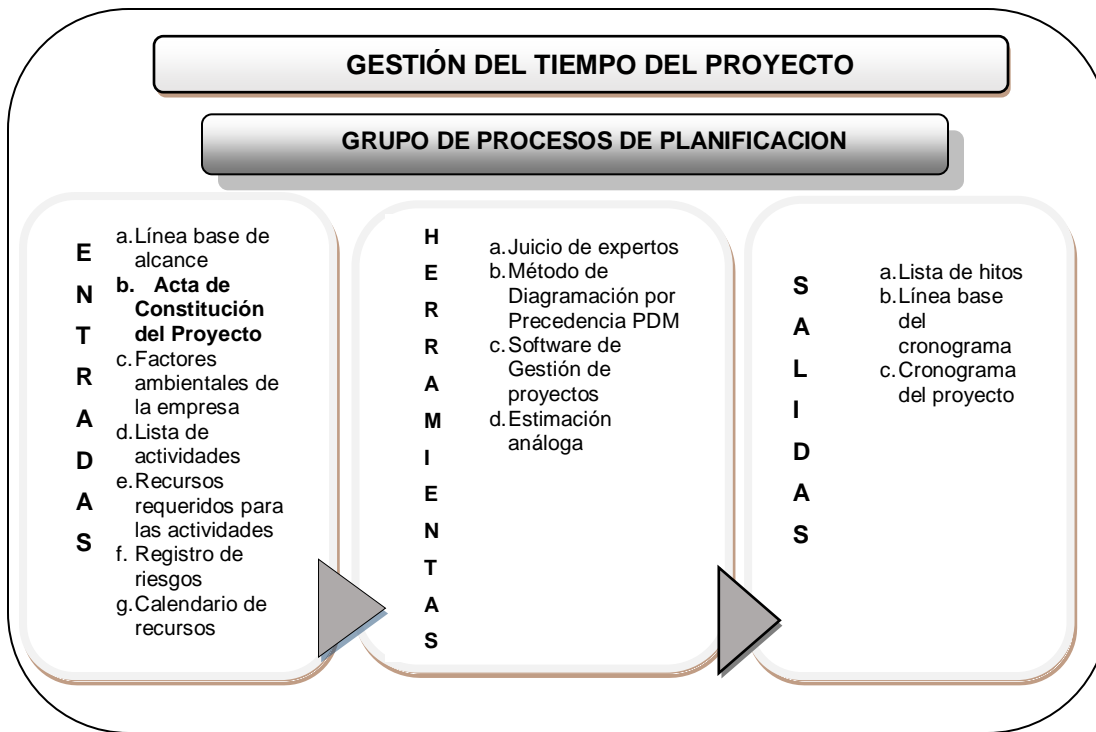 GESTIÓN DEL TIEMPO DEL PROYECTO
GRUPO DE PROCESOS DE PLANIFICACION
E
N
T
R
A
D
A
S
a.Línea base de
alcance
b. Acta de
Constitución
del Proyecto
c.Factores
ambientales de
la empresa
d.Lista de
actividades
e.Recursos
requeridos para
las actividades
f. Registro de
riesgos
g.Calendario de
recursos
H
E
R
R
A
M
I
E
N
T
A
S
a.Juicio de expertos
b.Método de
Diagramación por
Precedencia PDM
c.Software de
Gestión de
proyectos
d.Estimación
análoga
S
A
L
I
D
A
S
a.Lista de hitos
b.Línea base
del
cronograma
c.Cronograma
del proyecto